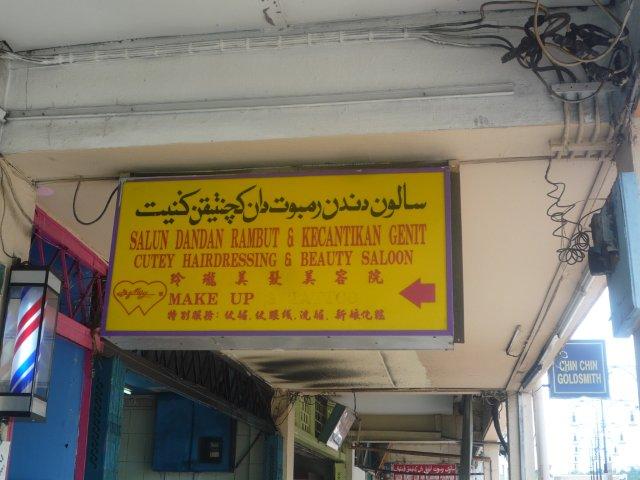 سالون دندن رمبوت دان کچنتيقن کنيت
SALUN DANDAN RAMBUT & KECANTIKAN GENIT
CUTEY HAIRDRESSING & BEAUTY SALOON
玲瓏美髮美容院
MAKE UP & TATTOO
CHIN CHIN
GOLDSMITH